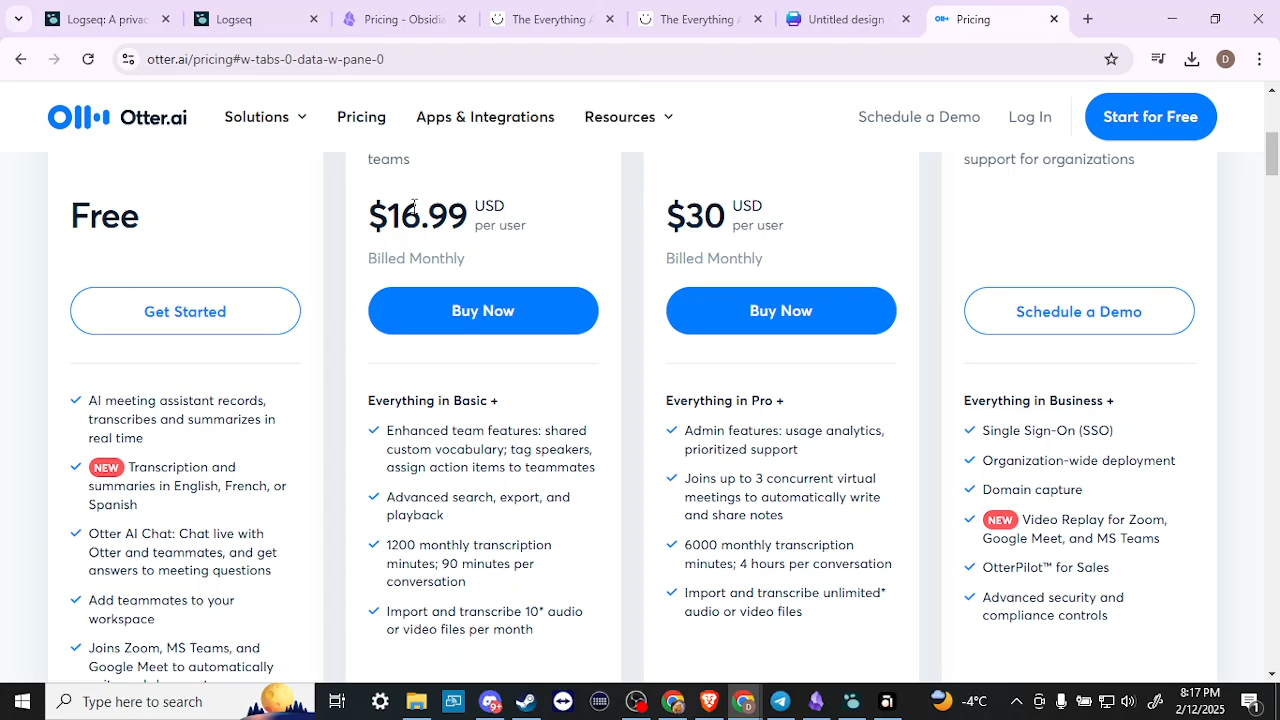 Logseq: A privac
Logseq
Pricing - Obsidia
The Everything A
The Everything A
Untitled design
Pricing
otter.ai/pricing#w-tabs-0-data-w-pane-0
D
Otter.ai
Solutions
Pricing
Apps & Integrations
Resources
Schedule a Demo
Log In
Start for Free
Free
Get Started
AI meeting assistant records,
transcribes and summarizes in
real time
NEW Transcription and
summaries in English, French, or
Spanish
Otter AI Chat: Chat live with
Otter and teammates, and get
answers to meeting questions
Add teammates to your
workspace
Joins Zoom, MS Teams, and
Google Meet to automatically
teams
$16.99 USD
per user
Billed Monthly
Buy Now
Everything in Basic +
Enhanced team features: shared
custom vocabulary; tag speakers,
assign action items to teammates
Advanced search, export, and
playback
1200 monthly transcription
minutes; 90 minutes per
conversation
Import and transcribe 10* audio
or video files per month
$30 USD
per user
Billed Monthly
Buy Now
Everything in Pro +
Admin features: usage analytics,
prioritized support
Joins up to 3 concurrent virtual
meetings to automatically write
and share notes
6000 monthly transcription
minutes; 4 hours per conversation
Import and transcribe unlimited*
audio or video files
support for organizations
Schedule a Demo
Everything in Business +
Single Sign-On (SSO)
Organization-wide deployment
Domain capture
NEW Video Replay for Zoom,
Google Meet, and MS Teams
OtterPilot™ for Sales
Advanced security and
compliance controls
Type here to search
-4°C
8:17 PM
2/12/2025